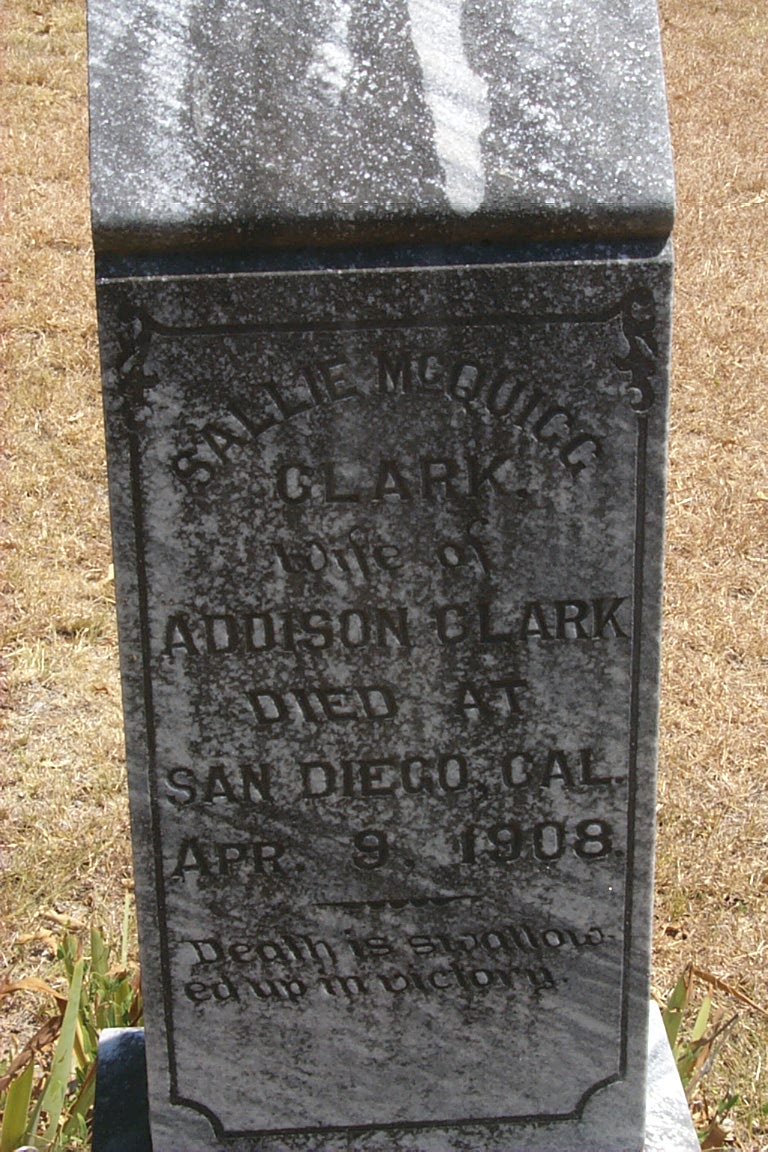 SALLIE MCQUIGG
CLARK.
Wife of
ADDISON CLARK
DIED AT
SAN DIEGO, CAL.
APR. 9, 1908.
Death is swallow-
ed up in victory.